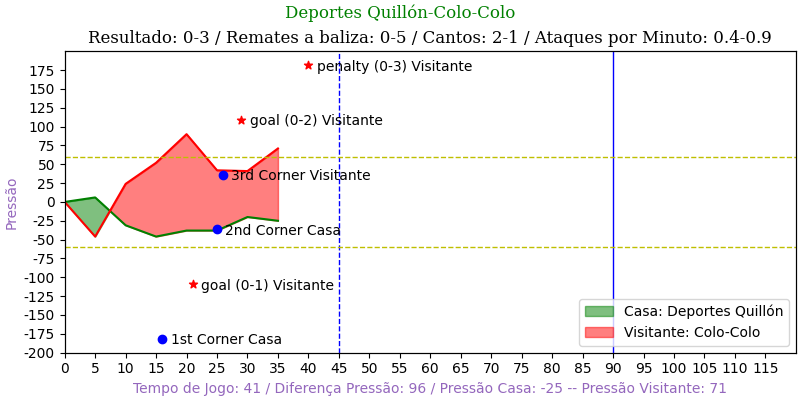 Deportes Quillón-Colo-Colo
Resultado: 0-3 / Remates a baliza: 0-5 / Cantos: 2-1 / Ataques por Minuto: 0.4-0.9
Pressão
175
150
125
100
75
50
25
0
-25
-50
-75
-100
-125
-150
-175
-200
penalty (0-3) Visitante
goal (0-2) Visitante
3rd Corner Visitante
2nd Corner Casa
goal (0-1) Visitante
1st Corner Casa
Casa: Deportes Quillón
Visitante: Colo-Colo
0 5 10 15 20 25 30 35 40 45 50 55 60 65 70 75 80 85 90 95 100 105 110 115
Tempo de Jogo: 41 / Diferença Pressão: 96 / Pressão Casa: -25 -- Pressão Visitante: 71